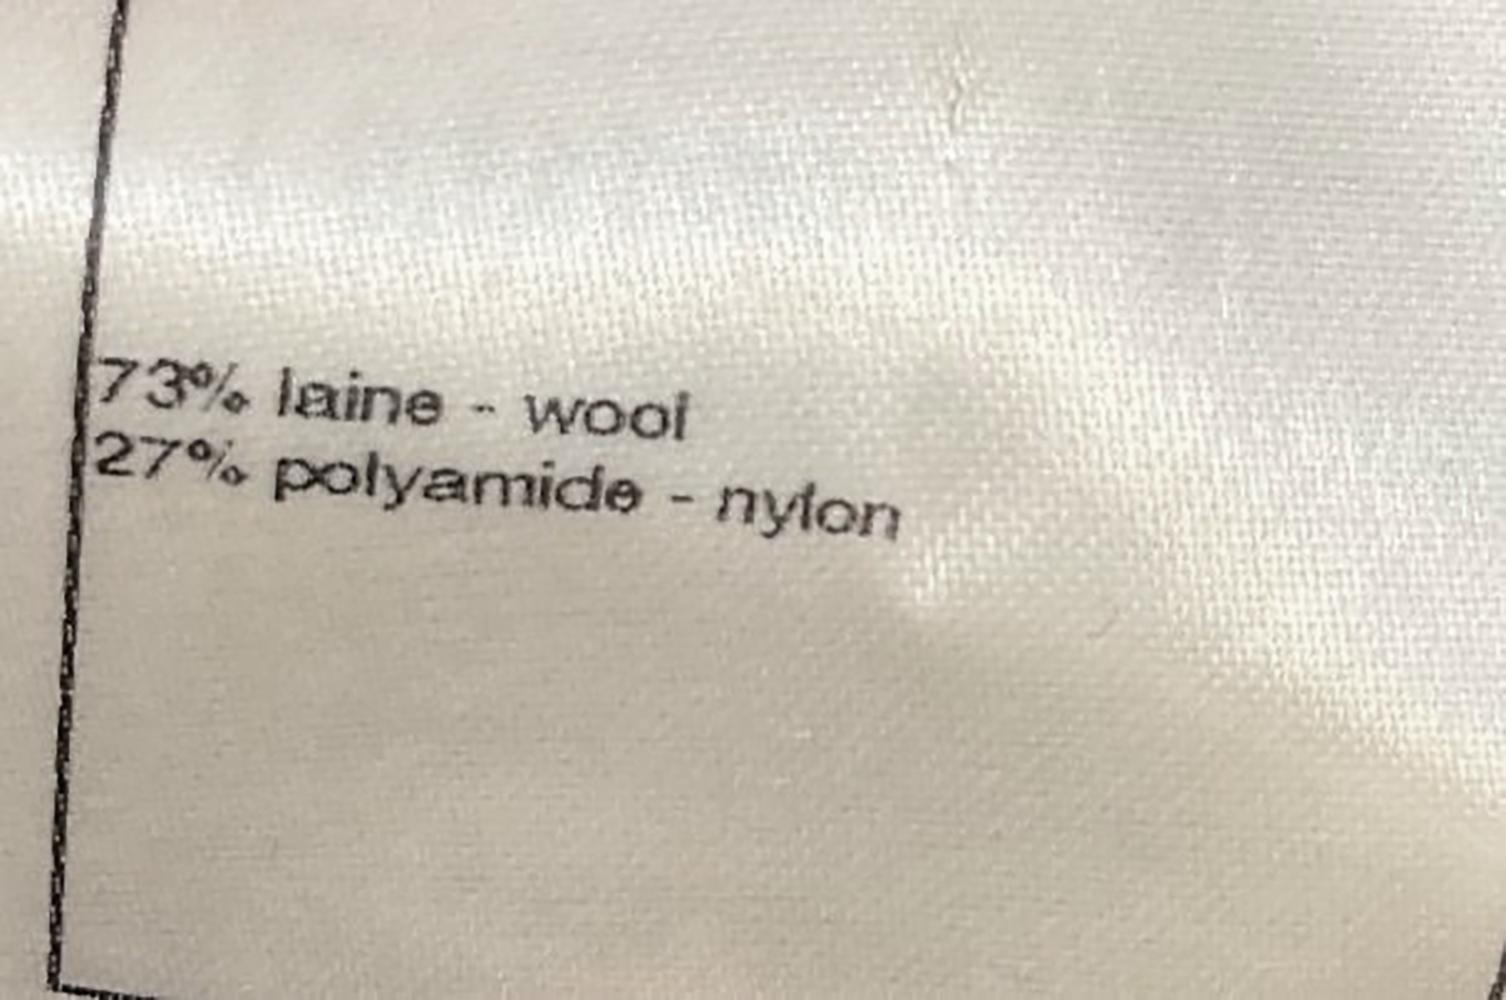 73% laine - wool
27% polyamide - nylon